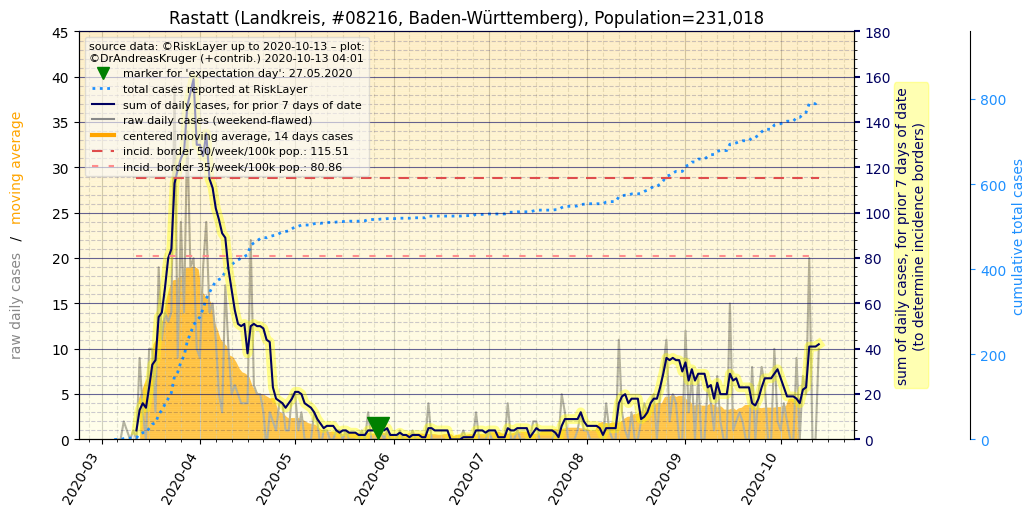 Rastatt (Landkreis, #08216, Baden-Württemberg), Population=231,018
source data: ©RiskLayer up to 2020-10-13 – plot:
©DrAndreasKruger (+contrib.) 2020-10-13 04:01
marker for 'expectation day': 27.05.2020
total cases reported at RiskLayer
sum of daily cases, for prior 7 days of date
raw daily cases (weekend-flawed)
centered moving average, 14 days cases
incid. border 50/week/100k pop.: 115.51
incid. border 35/week/100k pop.: 80.86
raw daily cases / moving average
45
40
35
30
25
20
15
10
5
0
2020-03
2020-04
2020-05
2020-06
2020-07
2020-08
2020-09
2020-10
180
160
140
120
100
80
60
40
20
0
sum of daily cases, for prior 7 days of date
(to determine incidence borders)
800
600
400
200
0
cumulative total cases